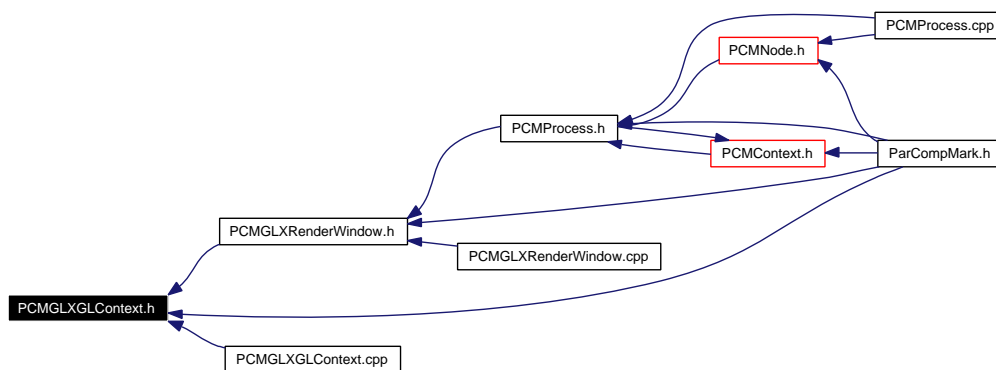 PCMProcess.cpp
PCMNode.h
PCMProcess.h
PCMContext.h
ParCompMark.h
PCMGLXRenderWindow.h
PCMGLXRenderWindow.cpp
PCMGLXGLContext.h
PCMGLXGLContext.cpp